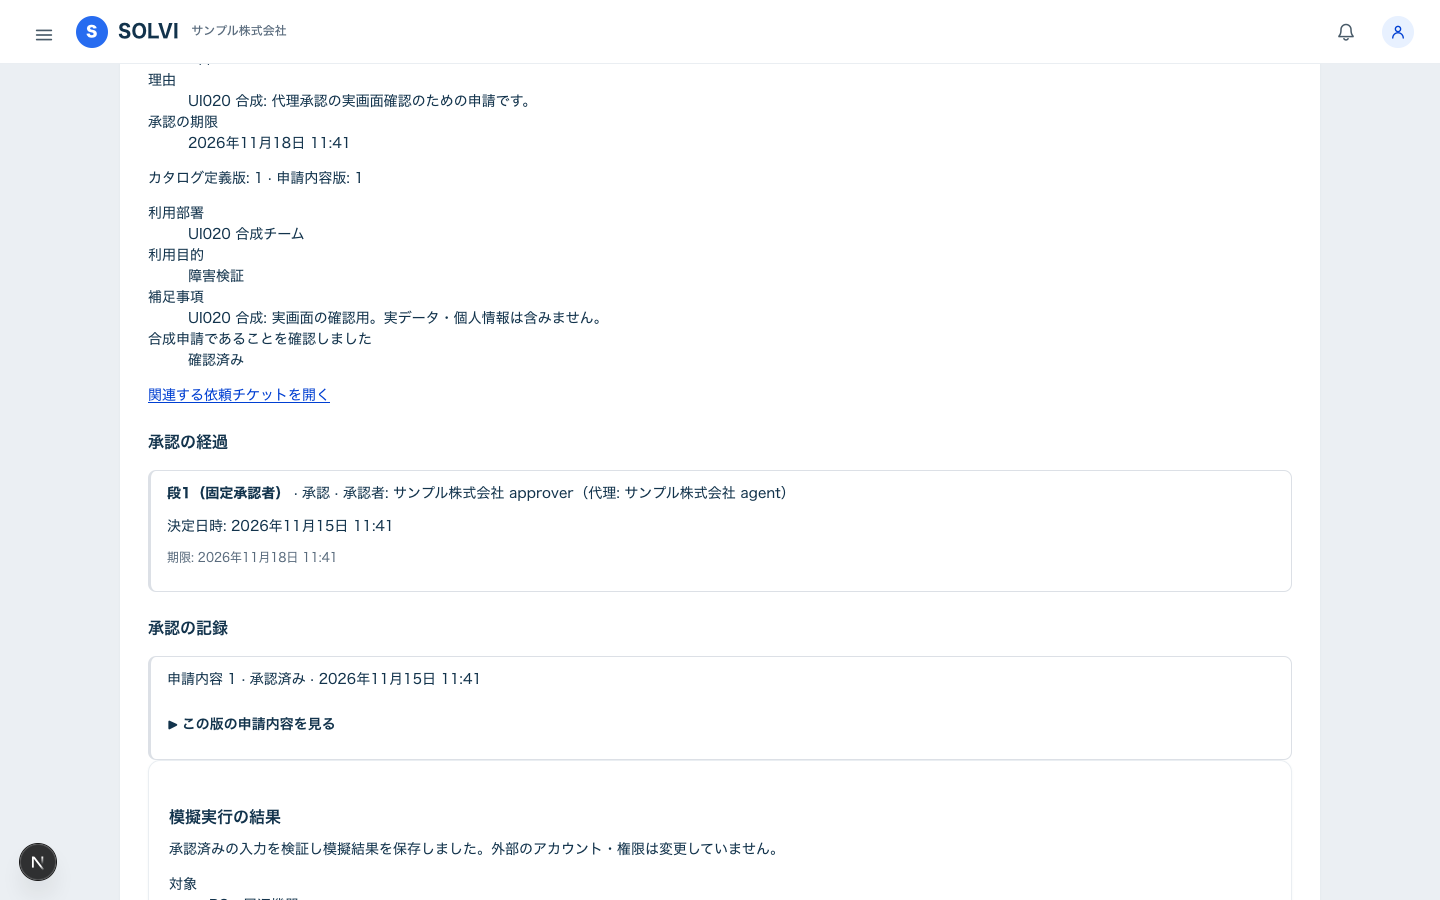 S SOLVI サンプル株式会社
理由
UI020 合成: 代理承認の実画面確認のための申請です。
承認の期限
2026年11月18日 11:41
カタログ定義版: 1 · 申請内容版: 1
利用部署
UI020 合成チーム
利用目的
障害検証
補足事項
UI020 合成: 実画面の確認用。実データ・個人情報は含みません。
合成申請であることを確認しました
確認済み
関連する依頼チケットを開く
承認の経過
段1（固定承認者） · 承認 · 承認者: サンプル株式会社 approver（代理: サンプル株式会社 agent）
決定日時: 2026年11月15日 11:41
期限: 2026年11月18日 11:41
承認の記録
申請内容 1 · 承認済み · 2026年11月15日 11:41
▶ この版の申請内容を見る
模擬実行の結果
承認済みの入力を検証し模擬結果を保存しました。外部のアカウント・権限は変更していません。
対象
N